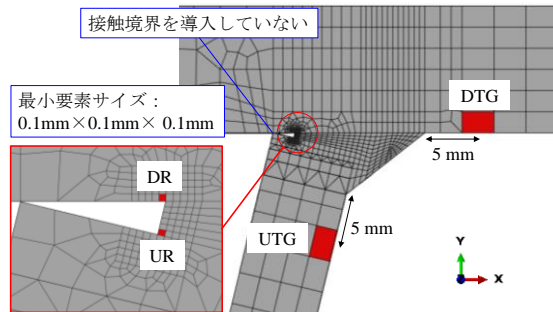 接触境界を導入していない
最小要素サイズ：
0.1mm×0.1mm× 0.1mm
DTG
5 mm
DR
UR
UTG
5 mm
Y
X